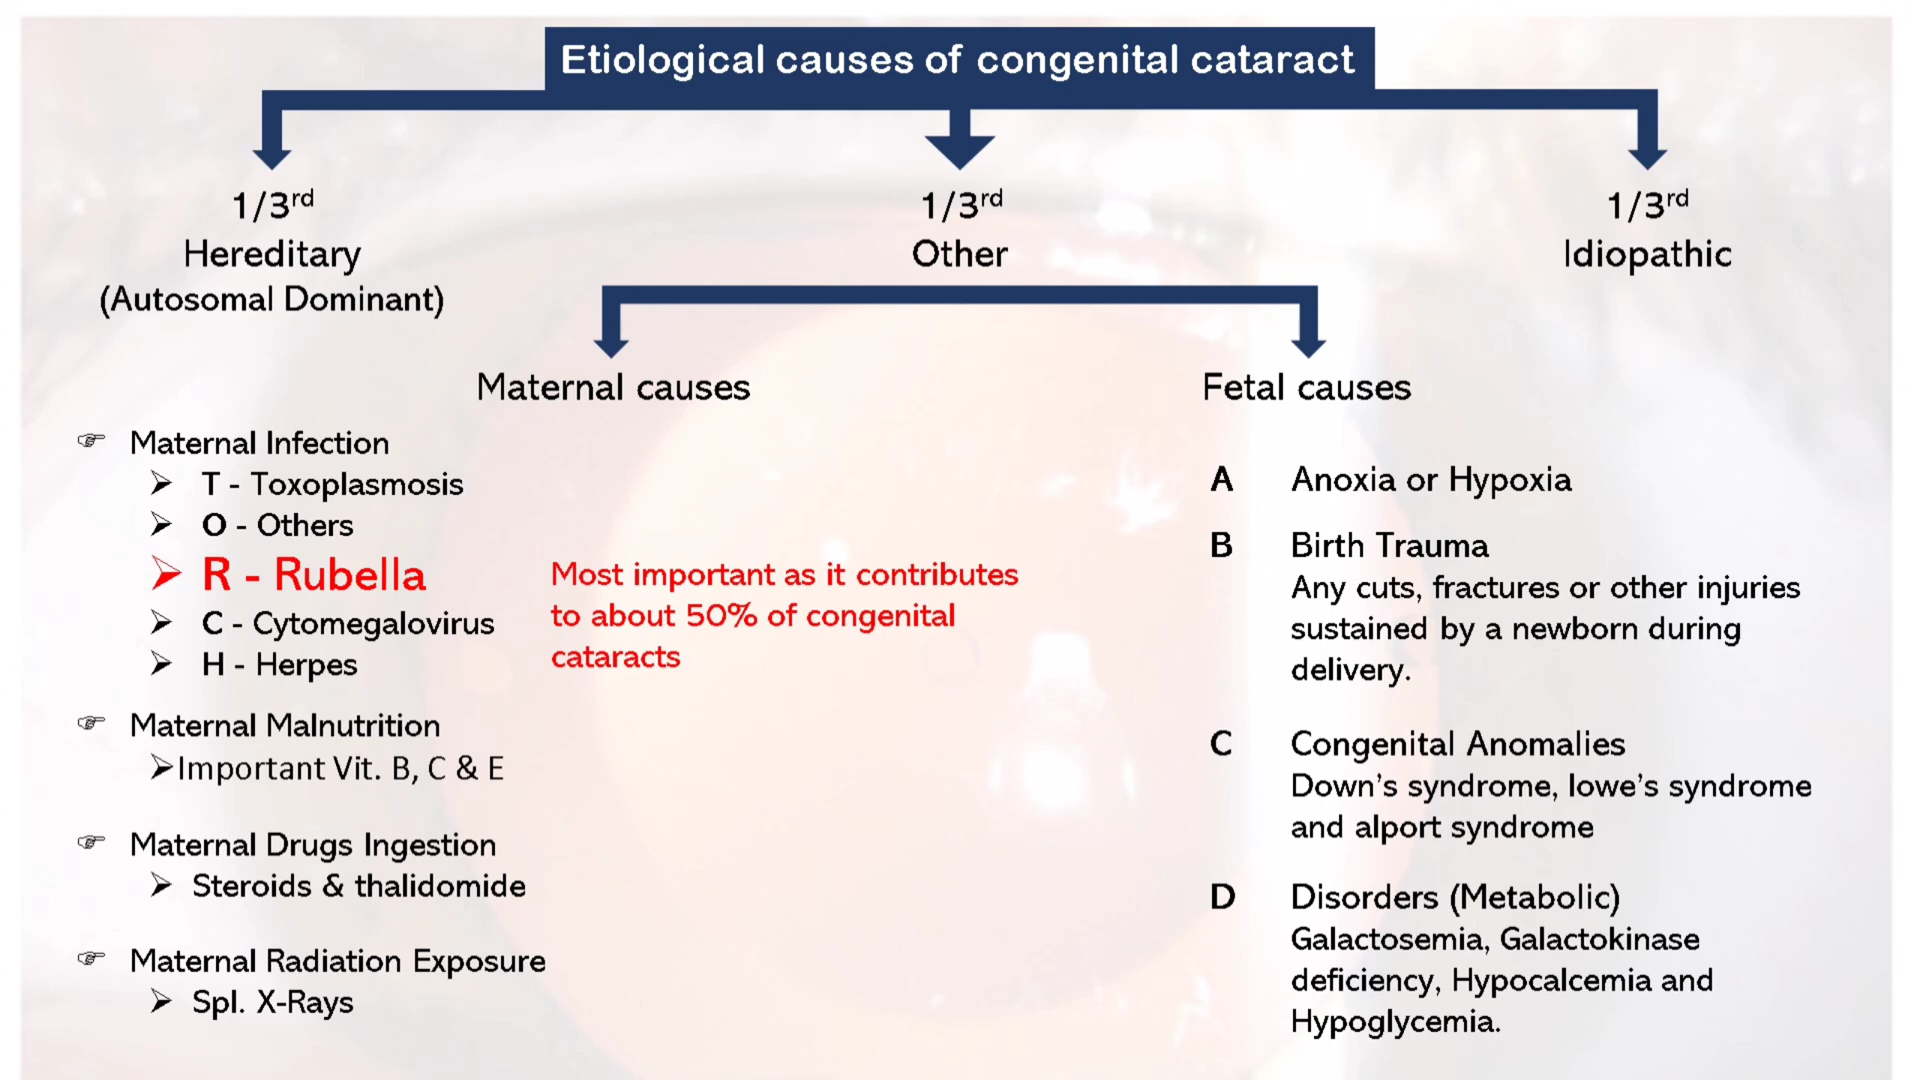 Etiological causes of congenital cataract
1/3rd
Hereditary
(Autosomal Dominant)
1/3rd
Other
1/3rd
Idiopathic
Maternal causes
Maternal Infection
T - Toxoplasmosis
O - Others
R - Rubella
C - Cytomegalovirus
H - Herpes
Most important as it contributes
to about 50% of congenital
cataracts
Maternal Malnutrition
Important Vit. B, C & E
Maternal Drugs Ingestion
Steroids & thalidomide
Maternal Radiation Exposure
Spl. X-Rays
Fetal causes
A Anoxia or Hypoxia
B Birth Trauma
Any cuts, fractures or other injuries
sustained by a newborn during
delivery.
C Congenital Anomalies
Down's syndrome, lowe's syndrome
and alport syndrome
D Disorders (Metabolic)
Galactosemia, Galactokinase
deficiency, Hypocalcemia and
Hypoglycemia.